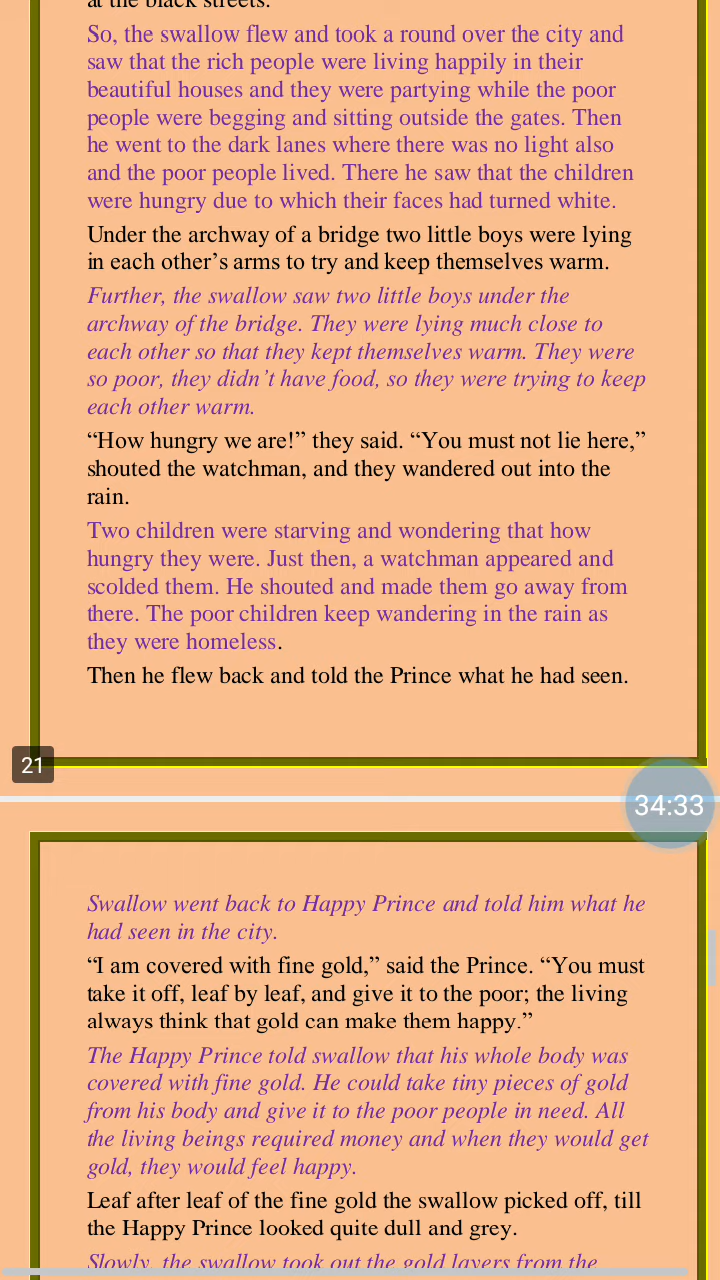 at the black streets.
So, the swallow flew and took a round over the city and
saw that the rich people were living happily in their
beautiful houses and they were partying while the poor
people were begging and sitting outside the gates. Then
he went to the dark lanes where there was no light also
and the poor people lived. There he saw that the children
were hungry due to which their faces had turned white.
Under the archway of a bridge two little boys were lying
in each other’s arms to try and keep themselves warm.
Further, the swallow saw two little boys under the
archway of the bridge. They were lying much close to
each other so that they kept themselves warm. They were
so poor, they didn’t have food, so they were trying to keep
each other warm.
“How hungry we are!” they said. “You must not lie here,”
shouted the watchman, and they wandered out into the
rain.
Two children were starving and wondering that how
hungry they were. Just then, a watchman appeared and
scolded them. He shouted and made them go away from
there. The poor children keep wandering in the rain as
they were homeless.
Then he flew back and told the Prince what he had seen.
21
34:33
Swallow went back to Happy Prince and told him what he
had seen in the city.
“I am covered with fine gold,” said the Prince. “You must
take it off, leaf by leaf, and give it to the poor; the living
always think that gold can make them happy.”
The Happy Prince told swallow that his whole body was
covered with fine gold. He could take tiny pieces of gold
from his body and give it to the poor people in need. All
the living beings required money and when they would get
gold, they would feel happy.
Leaf after leaf of the fine gold the swallow picked off, till
the Happy Prince looked quite dull and grey.
Slowly, the swallow took out the gold layers from the